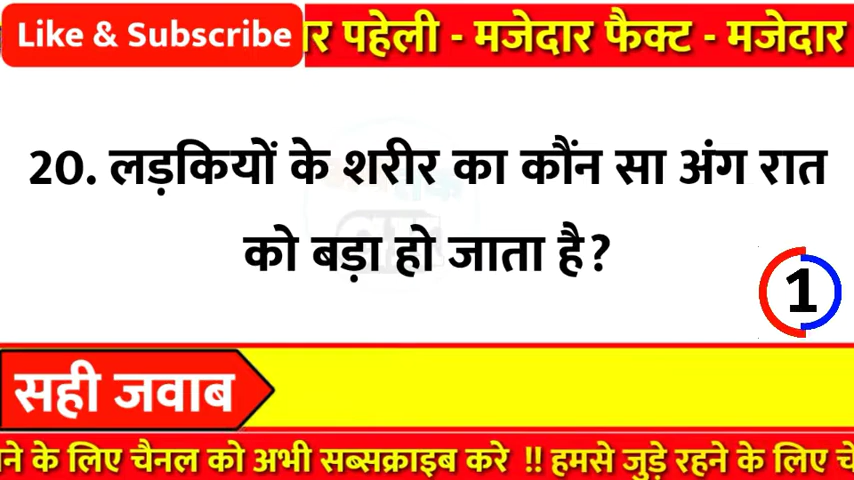 Like & Subscribe
र पहेली - मजेदार फैक्ट - मजेदार
20. लड़कियों के शरीर का कौंन सा अंग रात
को बड़ा हो जाता है?
1
सही जवाब
ने के लिए चैनल को अभी सब्सक्राइब करे !! हमसे जुड़े रहने के लिए चे